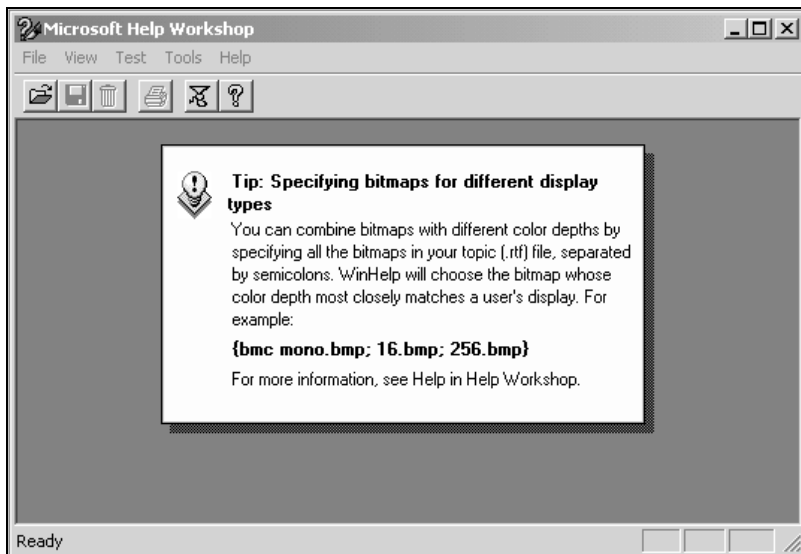 Microsoft Help Workshop
File View Test Tools Help
Tip: Specifying bitmaps for different display
types
You can combine bitmaps with different color depths by
specifying all the bitmaps in your topic (.rtf) file, separated
by semicolons. WinHelp will choose the bitmap whose
color depth most closely matches a user's display. For
example:
{bmc mono.bmp; 16.bmp; 256.bmp}
For more information, see Help in Help Workshop.
Ready